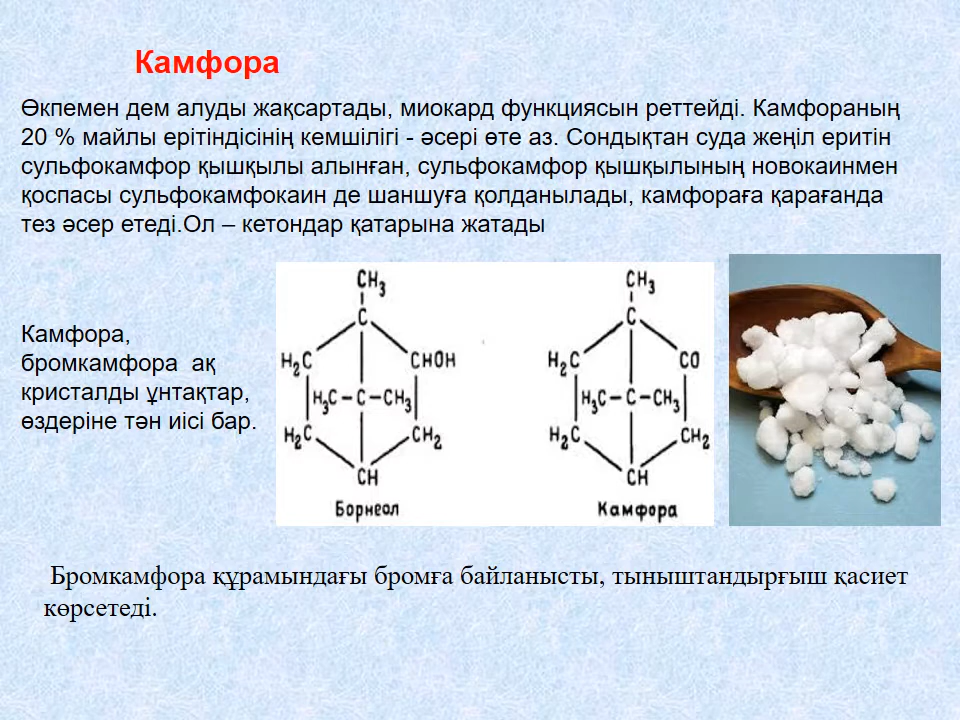 Камфора
Өкпемен дем алуды жақсартады, миокард функциясын реттейді. Камфораның
20 % майлы ерітіндісінің кемшілігі - әсері өте аз. Сондықтан суда жеңіл еритін
сульфокамфор қышқылы алынған, сульфокамфор қышқылының новокаинмен
қоспасы сульфокамфокаин де шаншуға қолданылады, камфораға қарағанда
тез әсер етеді.Ол – кетондар қатарына жатады
Камфора,
бромкамфора ақ
кристалды ұнтақтар,
өздеріне тән иісі бар.
CH3
C
H2C CHOH
H3C–C–CH3
H2C CH2
CH
Борнеол
CH3
C
H2C CO
H3C–C–CH3
H2C CH2
CH
Камфора
Бромкамфора құрамындағы бромға байланысты, тыныштандырғыш қасиет
көрсетеді.